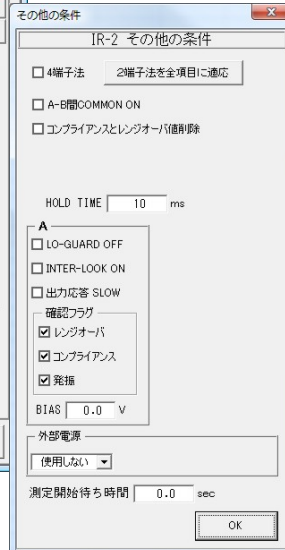 その他の条件
IR-2 その他の条件
4端子法 2端子法を全項目に適応
A-B間COMMON ON
コンプライアンスとレンジオーバ値削除
HOLD TIME 10 ms
A
LO-GUARD OFF
INTER-LOOK ON
出力応答 SLOW
確認フラグ
レンジオーバ
コンプライアンス
発振
BIAS 0.0 V
外部電源
使用しない
測定開始待ち時間 0.0 sec
OK